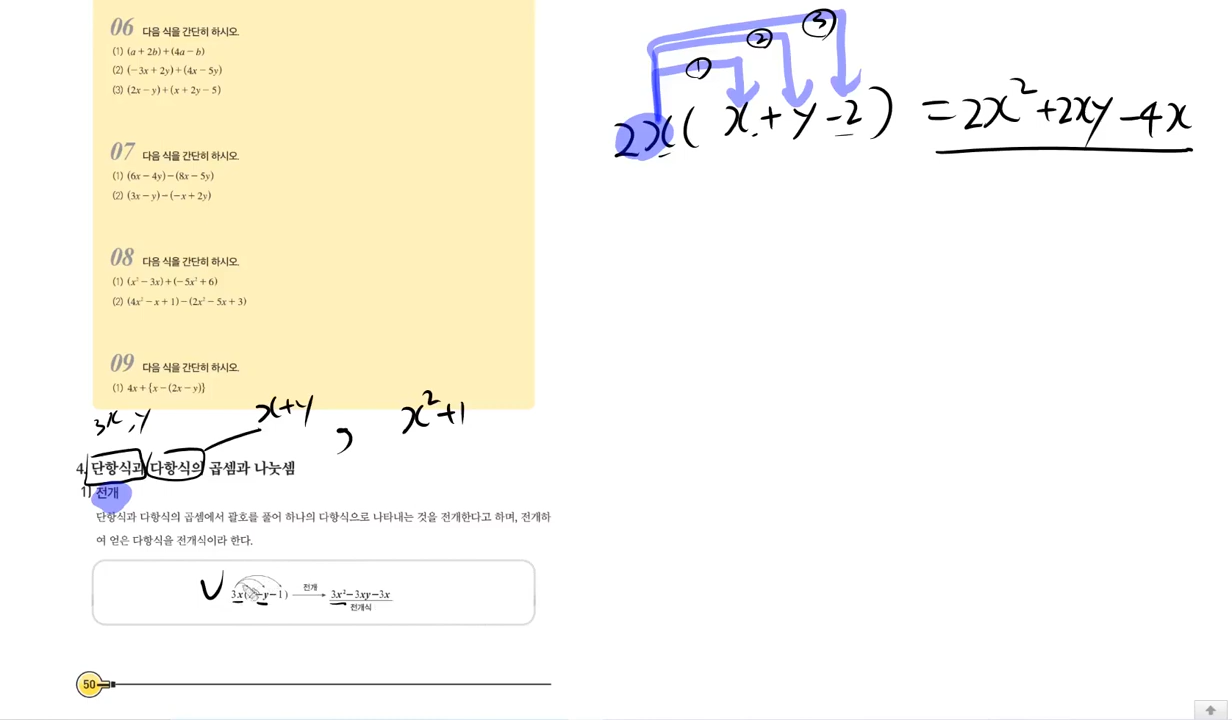 06 다음 식을 간단히 하시오.
(1) (a + 2b) + (4a − b)
(2) (−3x + 2y) + (4x − 5y)
(3) (2x − y) + (x + 2y − 5)
07 다음 식을 간단히 하시오.
(1) (6x − 4y) − (8x − 5y)
(2) (3x − y) − (−x + 2y)
08 다음 식을 간단히 하시오.
(1) (x² − 3x) + (−5x² + 6)
(2) (4x² − x + 1) − (2x² − 5x + 3)
09 다음 식을 간단히 하시오.
(1) 4x + {x − (2x − y)}
3x, y
x+y , x²+1
4. 단항식과 다항식의 곱셈과 나눗셈
1) 전개
단항식과 다항식의 곱셈에서 괄호를 풀어 하나의 다항식으로 나타내는 것을 전개한다고 하며, 전개하
여 얻은 다항식을 전개식이라 한다.
3x( −y−1) 전개 3x²−3xy−3x
전개식
50
① ② ③
2x( x+y−2) =2x²+2xy−4x